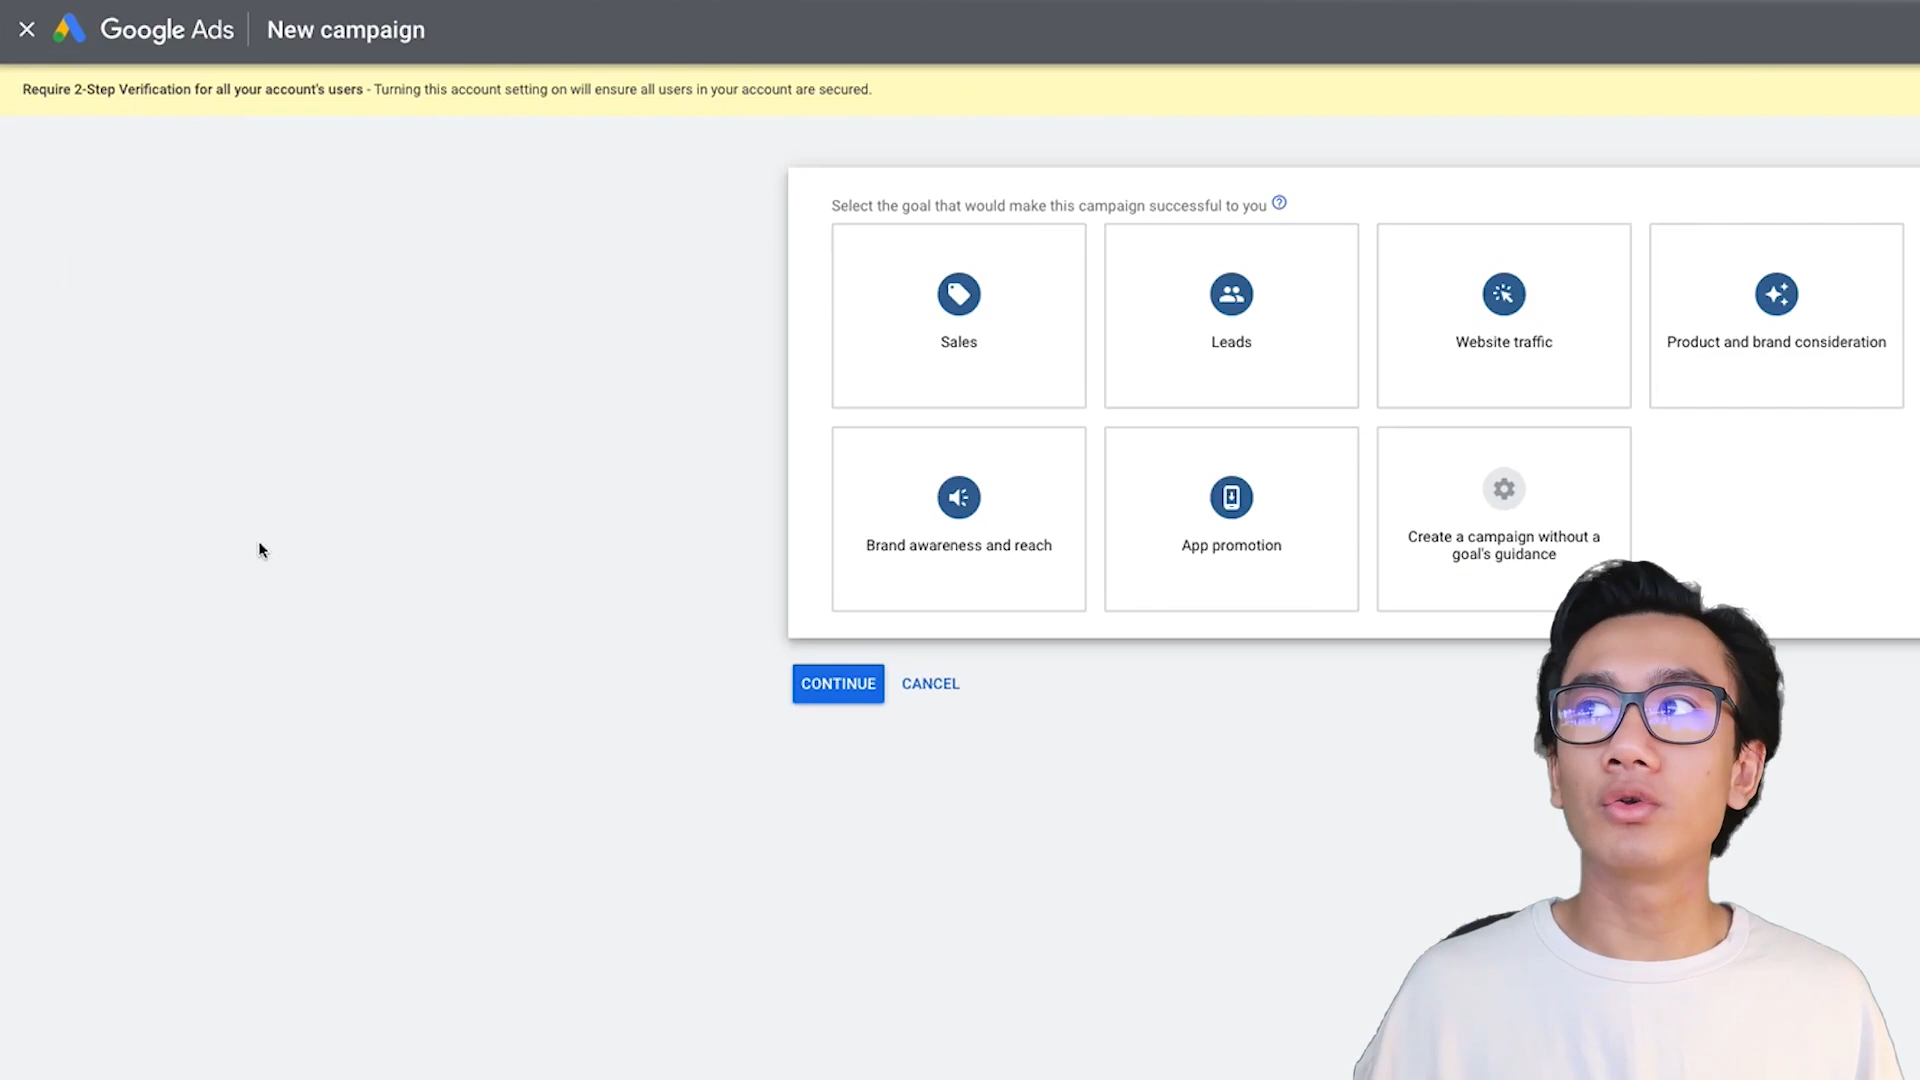 Google Ads New campaign
Require 2-Step Verification for all your account's users - Turning this account setting on will ensure all users in your account are secured.
Select the goal that would make this campaign successful to you
Sales
Leads
Website traffic
Product and brand consideration
Brand awareness and reach
App promotion
Create a campaign without a
goal's guidance
CONTINUE
CANCEL